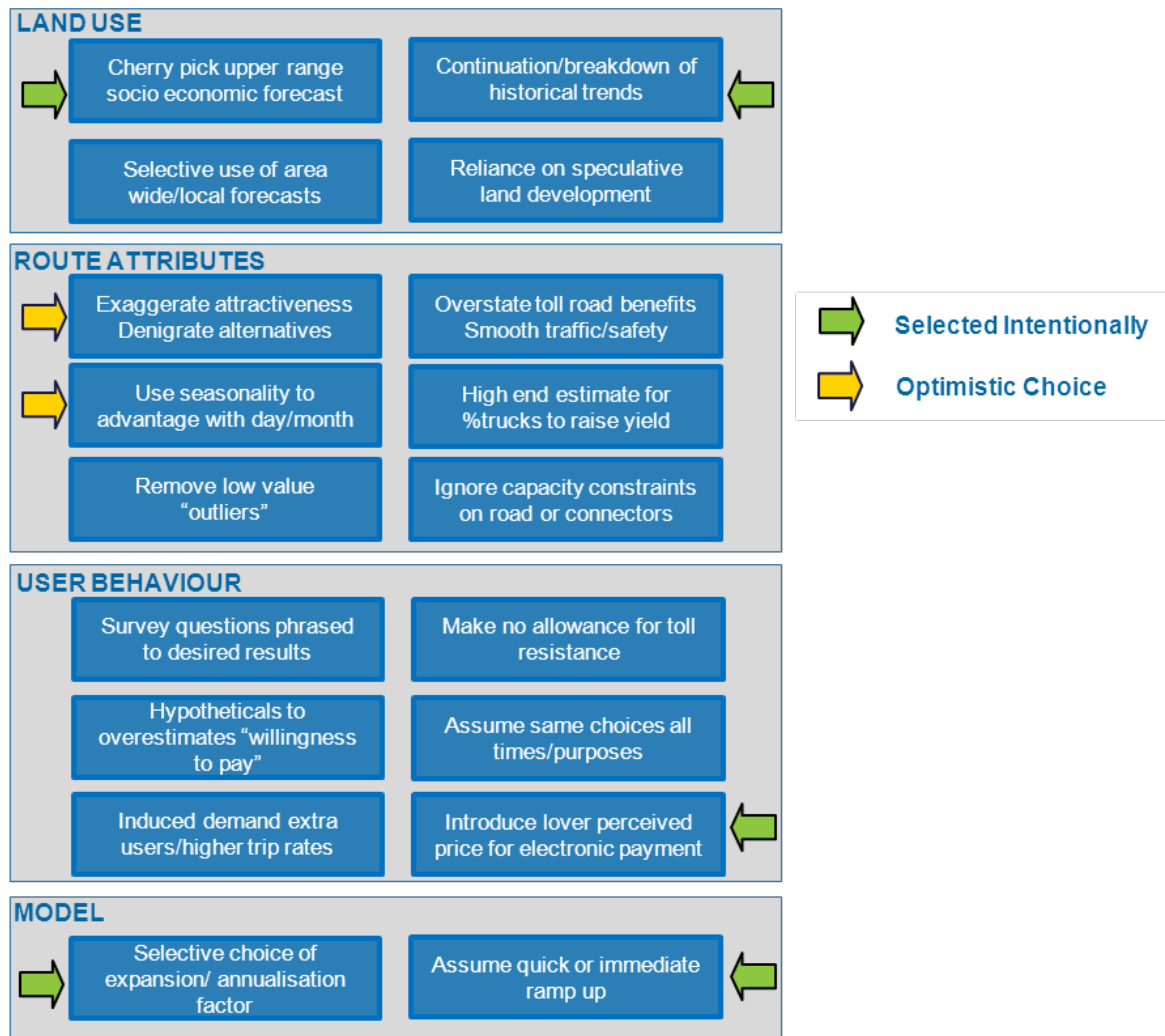 LAND USE
Cherry pick upper range
socio economic forecast
Continuation/breakdown of
historical trends
Selective use of area
wide/local forecasts
Reliance on speculative
land development
ROUTE ATTRIBUTES
Exaggerate attractiveness
Denigrate alternatives
Overstate toll road benefits
Smooth traffic/safety
Use seasonality to
advantage with day/month
High end estimate for
%trucks to raise yield
Remove low value
“outliers”
Ignore capacity constraints
on road or connectors
USER BEHAVIOUR
Survey questions phrased
to desired results
Make no allowance for toll
resistance
Hypotheticals to
overestimates “willingness
to pay”
Assume same choices all
times/purposes
Induced demand extra
users/higher trip rates
Introduce lover perceived
price for electronic payment
MODEL
Selective choice of
expansion/ annualisation
factor
Assume quick or immediate
ramp up
Selected Intentionally
Optimistic Choice